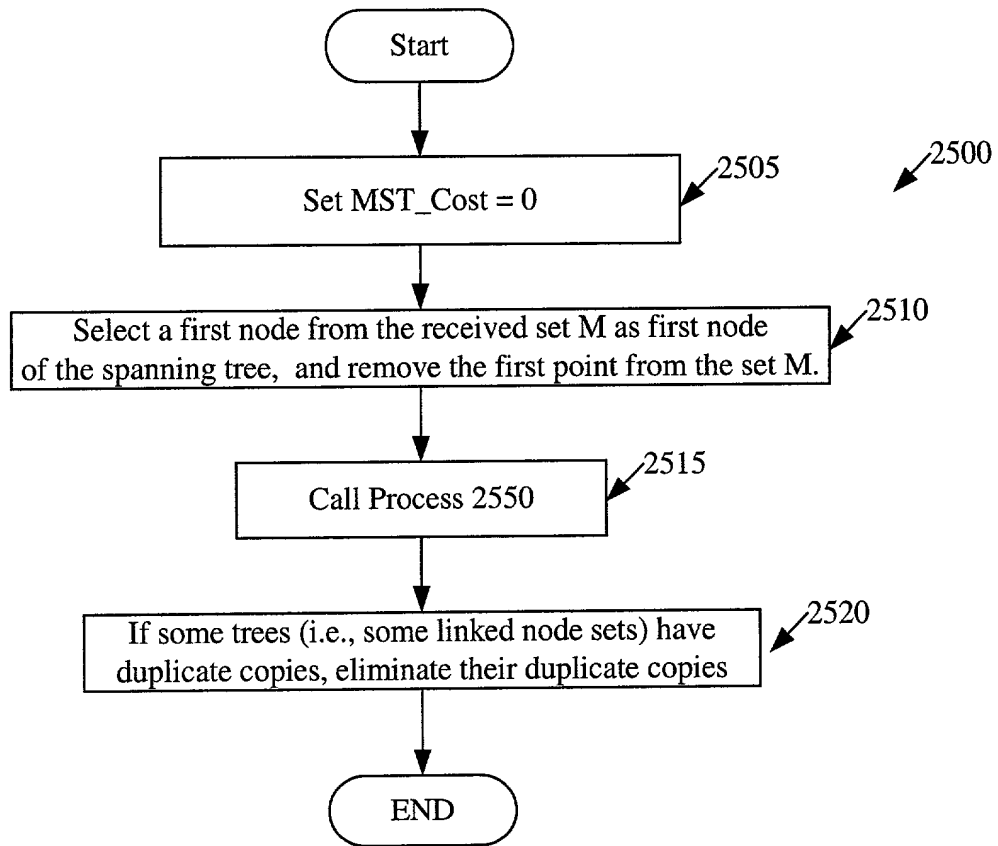 Start
2500
2505
Set MST_Cost = 0
2510
Select a first node from the received set M as first node
of the spanning tree, and remove the first point from the set M.
2515
Call Process 2550
2520
If some trees (i.e., some linked node sets) have
duplicate copies, eliminate their duplicate copies
END